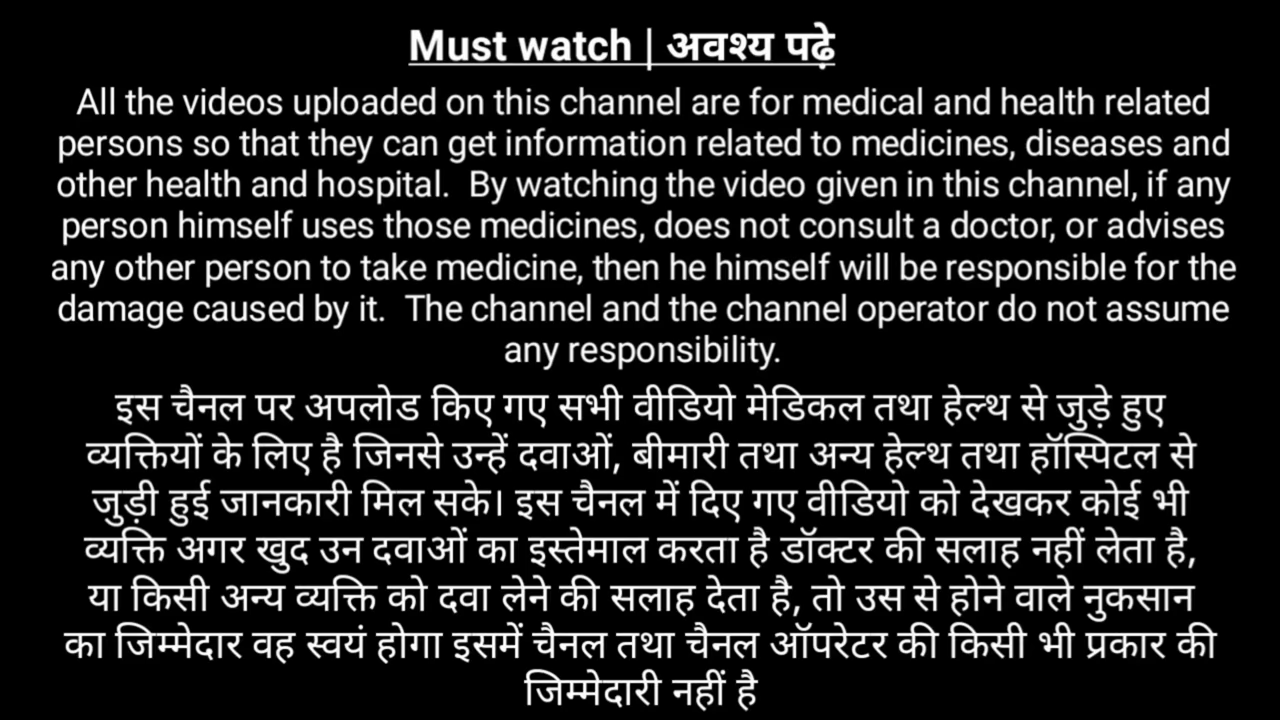 Must watch | अवश्य पढ़े
All the videos uploaded on this channel are for medical and health related
persons so that they can get information related to medicines, diseases and
other health and hospital.  By watching the video given in this channel, if any
person himself uses those medicines, does not consult a doctor, or advises
any other person to take medicine, then he himself will be responsible for the
damage caused by it.  The channel and the channel operator do not assume
any responsibility.
इस चैनल पर अपलोड किए गए सभी वीडियो मेडिकल तथा हेल्थ से जुड़े हुए
व्यक्तियों के लिए है जिनसे उन्हें दवाओं, बीमारी तथा अन्य हेल्थ तथा हॉस्पिटल से
जुड़ी हुई जानकारी मिल सके। इस चैनल में दिए गए वीडियो को देखकर कोई भी
व्यक्ति अगर खुद उन दवाओं का इस्तेमाल करता है डॉक्टर की सलाह नहीं लेता है,
या किसी अन्य व्यक्ति को दवा लेने की सलाह देता है, तो उस से होने वाले नुकसान
का जिम्मेदार वह स्वयं होगा इसमें चैनल तथा चैनल ऑपरेटर की किसी भी प्रकार की
जिम्मेदारी नहीं है